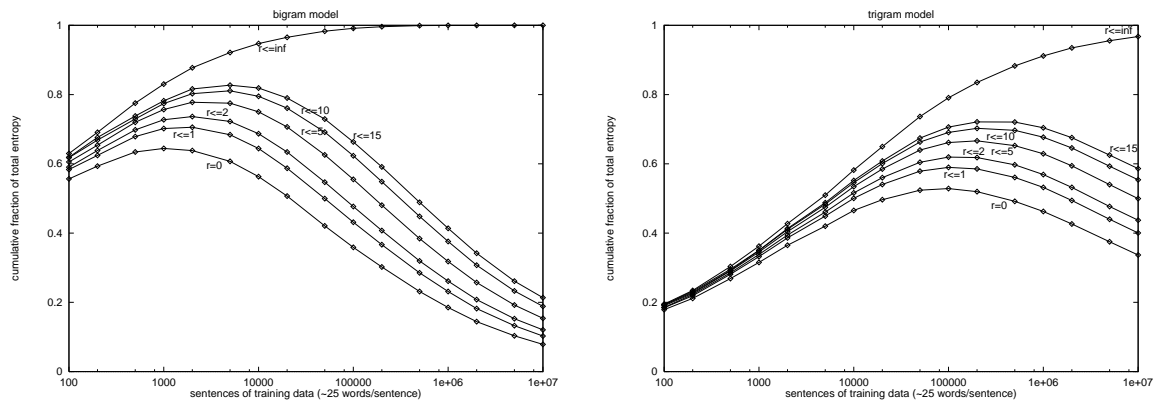 bigram model
1
0.8
0.6
0.4
0.2
0
cumulative fraction of total entropy
r<=inf
r<=10
r<=2
r<=5
r<=15
r<=1
r=0
100 1000 10000 100000 1e+06 1e+07
sentences of training data (~25 words/sentence)
trigram model
1
0.8
0.6
0.4
0.2
0
cumulative fraction of total entropy
r<=inf
r<=10
r<=15
r<=2 r<=5
r<=1
r=0
100 1000 10000 100000 1e+06 1e+07
sentences of training data (~25 words/sentence)